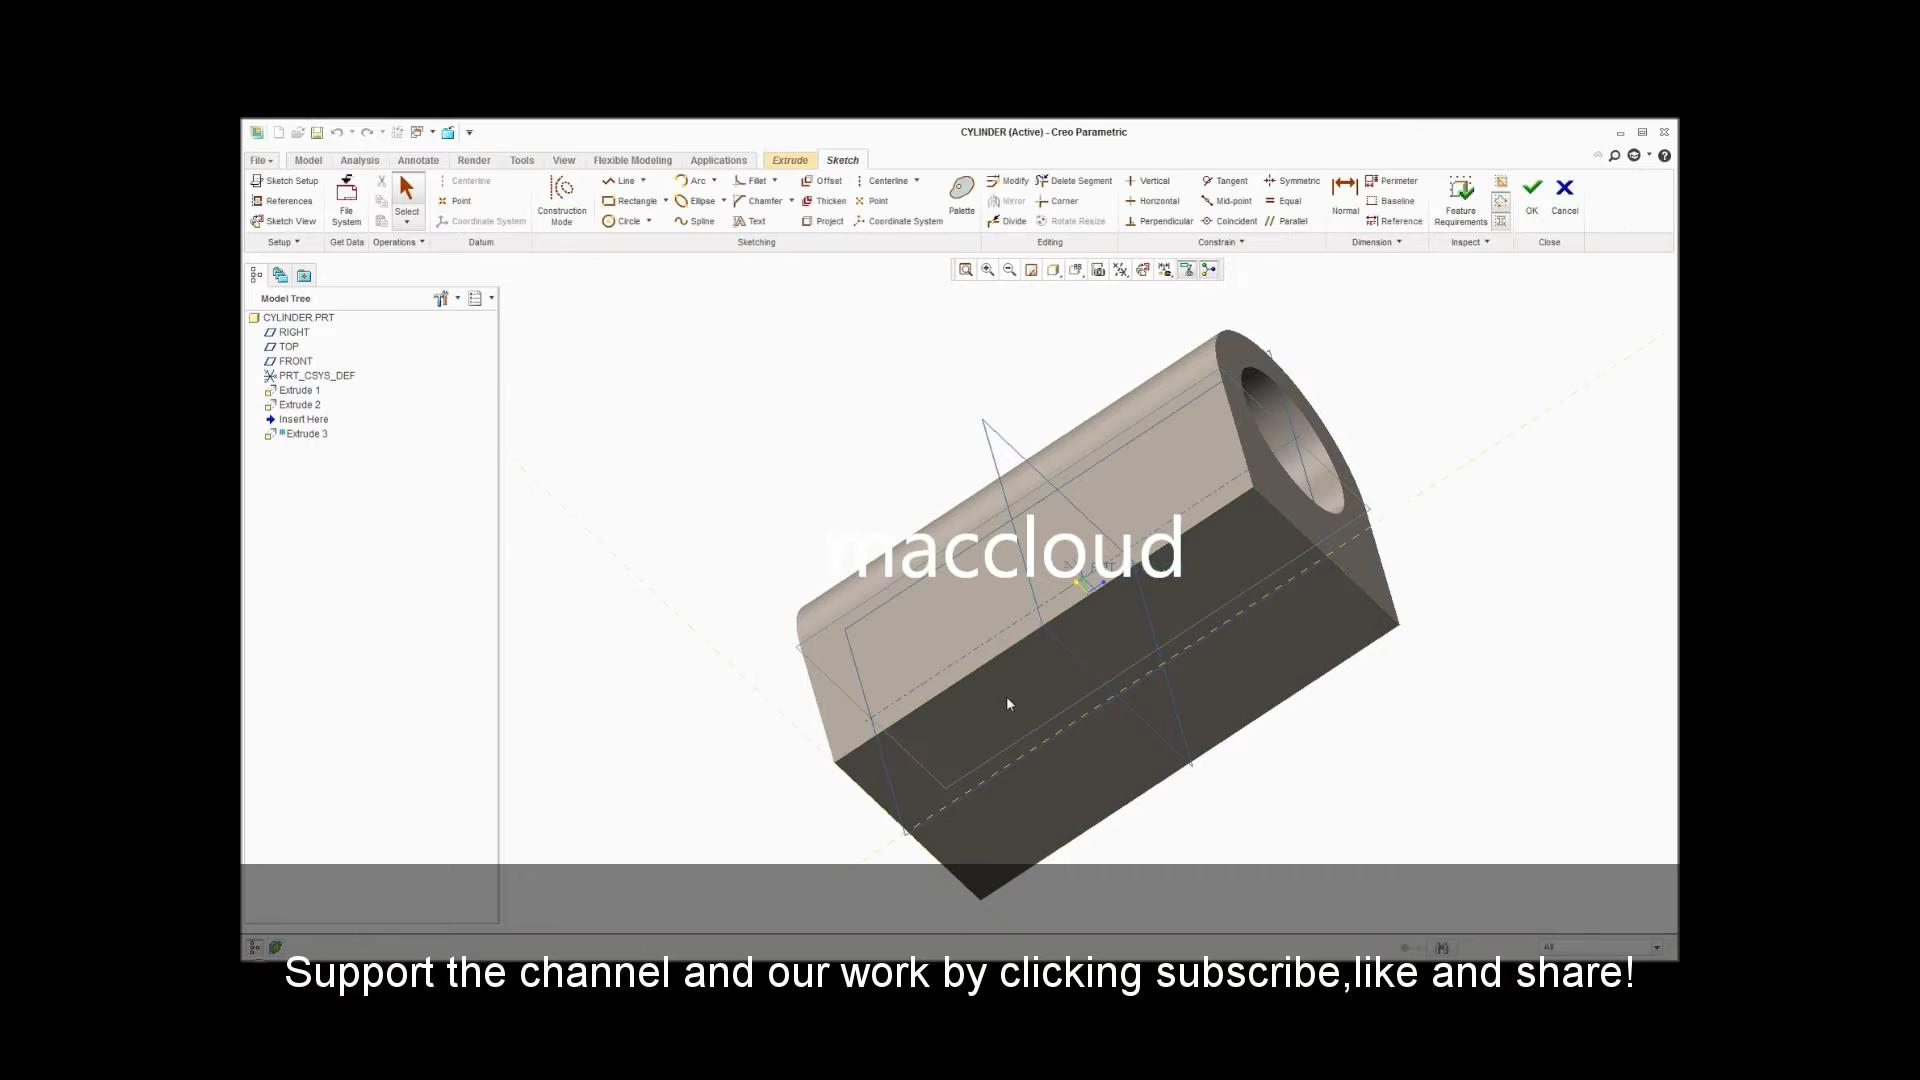 CYLINDER (Active) - Creo Parametric
File Model Analysis Annotate Render Tools View Flexible Modeling Applications Extrude Sketch
Sketch Setup
References
Sketch View
Setup
File System
Get Data
Select
Operations
Centerline
Point
Coordinate System
Datum
Construction Mode
Line Arc Fillet Offset Centerline
Rectangle Ellipse Chamfer Thicken Point
Circle Spline Text Project Coordinate System
Palette
Sketching
Modify Delete Segment
Mirror Corner
Divide Rotate Resize
Editing
Vertical Tangent Symmetric
Horizontal Mid-point Equal
Perpendicular Coincident Parallel
Constrain
Normal
Perimeter
Baseline
Reference
Dimension
Feature Requirements
Inspect
OK Cancel
Close
Model Tree
CYLINDER.PRT
RIGHT
TOP
FRONT
PRT_CSYS_DEF
Extrude 1
Extrude 2
Insert Here
Extrude 3
maccloud
All
Support the channel and our work by clicking subscribe,like and share!